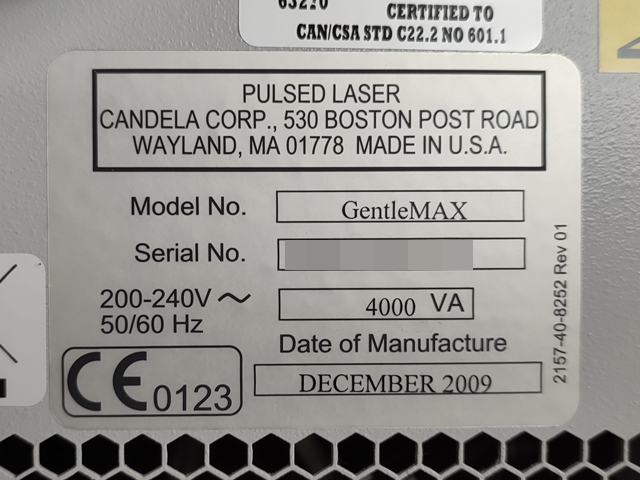 CERTIFIED TO
CAN/CSA STD C22.2 NO 601.1
PULSED LASER
CANDELA CORP., 530 BOSTON POST ROAD
WAYLAND, MA 01778 MADE IN U.S.A.
Model No. GentleMAX
Serial No.
200-240V ~ 4000 VA
50/60 Hz
Date of Manufacture
CE 0123 DECEMBER 2009
2157-40-8252 Rev 01